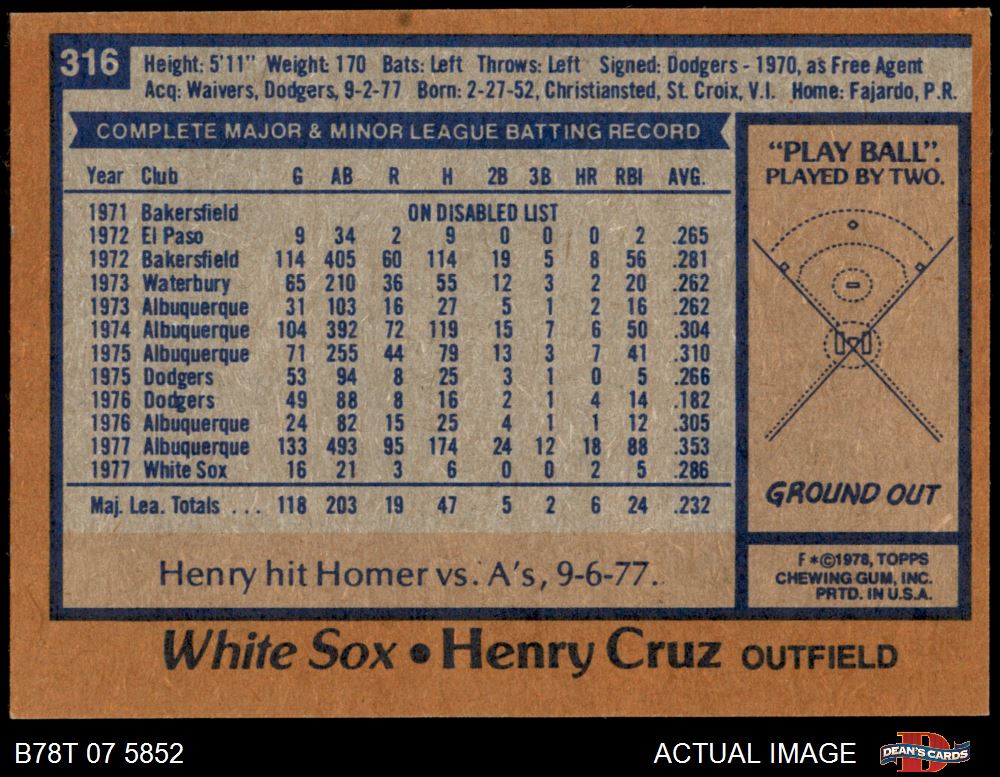 316
Height: 5'11" Weight: 170 Bats: Left Throws: Left Signed: Dodgers - 1970, as Free Agent
Acq: Waivers, Dodgers, 9-2-77 Born: 2-27-52, Christiansted, St. Croix, V.I. Home: Fajardo, P.R.
COMPLETE MAJOR & MINOR LEAGUE BATTING RECORD
Year Club G AB R H 2B 3B HR RBI AVG.
1971 Bakersfield ON DISABLED LIST
1972 El Paso 9 34 2 9 0 0 0 2 .265
1972 Bakersfield 114 405 60 114 19 5 8 56 .281
1973 Waterbury 65 210 36 55 12 3 2 20 .262
1973 Albuquerque 31 103 16 27 5 1 2 16 .262
1974 Albuquerque 104 392 72 119 15 7 6 50 .304
1975 Albuquerque 71 255 44 79 13 3 7 41 .310
1975 Dodgers 53 94 8 25 3 1 0 5 .266
1976 Dodgers 49 88 8 16 2 1 4 14 .182
1976 Albuquerque 24 82 15 25 4 1 1 12 .305
1977 Albuquerque 133 493 95 174 24 12 18 88 .353
1977 White Sox 16 21 3 6 0 0 2 5 .286
Maj. Lea. Totals ... 118 203 19 47 5 2 6 24 .232
Henry hit Homer vs. A's, 9-6-77.
"PLAY BALL".
PLAYED BY TWO.
GROUND OUT
F*©1978, TOPPS
CHEWING GUM, INC.
PRTD. IN U.S.A.
White Sox • Henry Cruz OUTFIELD
B78T 07 5852
ACTUAL IMAGE
D
DEAN'S CARDS